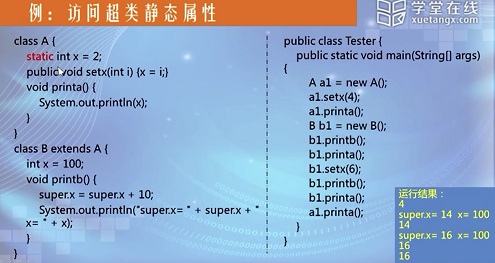 例：访问超类静态属性
学堂在线
xuetangx.com
class A {
static int x = 2;
public void setx(int i) {x = i;}
void printa() {
System.out.println(x);
}
}
class B extends A {
int x = 100;
void printb() {
super.x = super.x + 10;
System.out.println("super.x= " + super.x + "
x= " + x);
}
}
public class Tester {
public static void main(String[] args)
{
A a1 = new A();
a1.setx(4);
a1.printa();
B b1 = new B();
b1.printb();
b1.printa();
b1.setx(6);
b1.printb();
b1.printa();
a1.printa();
}
}
运行结果：
4
super.x= 14 x= 100
14
super.x= 16 x= 100
16
16